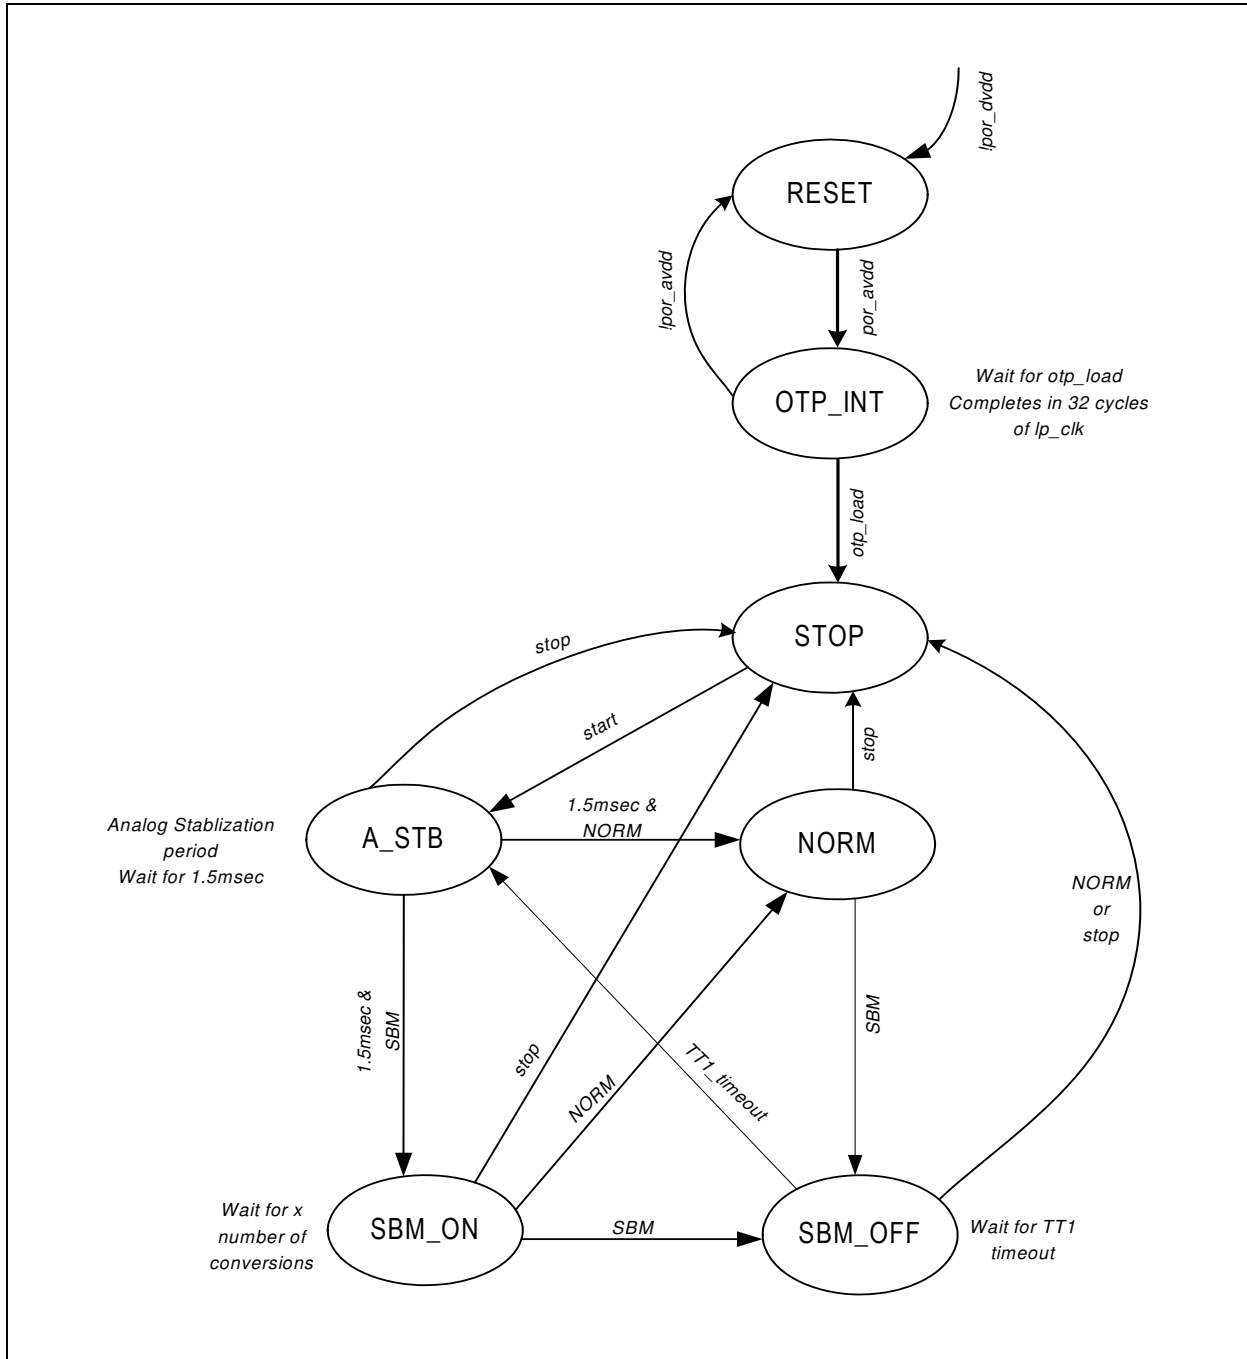 !por_dvdd
RESET
!por_avdd
por_avdd
OTP_INT
Wait for otp_load
Completes in 32 cycles
of lp_clk
otp_load
STOP
stop
start
stop
1.5msec &
NORM
A_STB
NORM
Analog Stablization
period
Wait for 1.5msec
NORM
or
stop
1.5msec &
SBM
SBM
stop
NORM
TT1_timeout
Wait for x
number of
conversions
SBM_ON
SBM
SBM_OFF
Wait for TT1
timeout